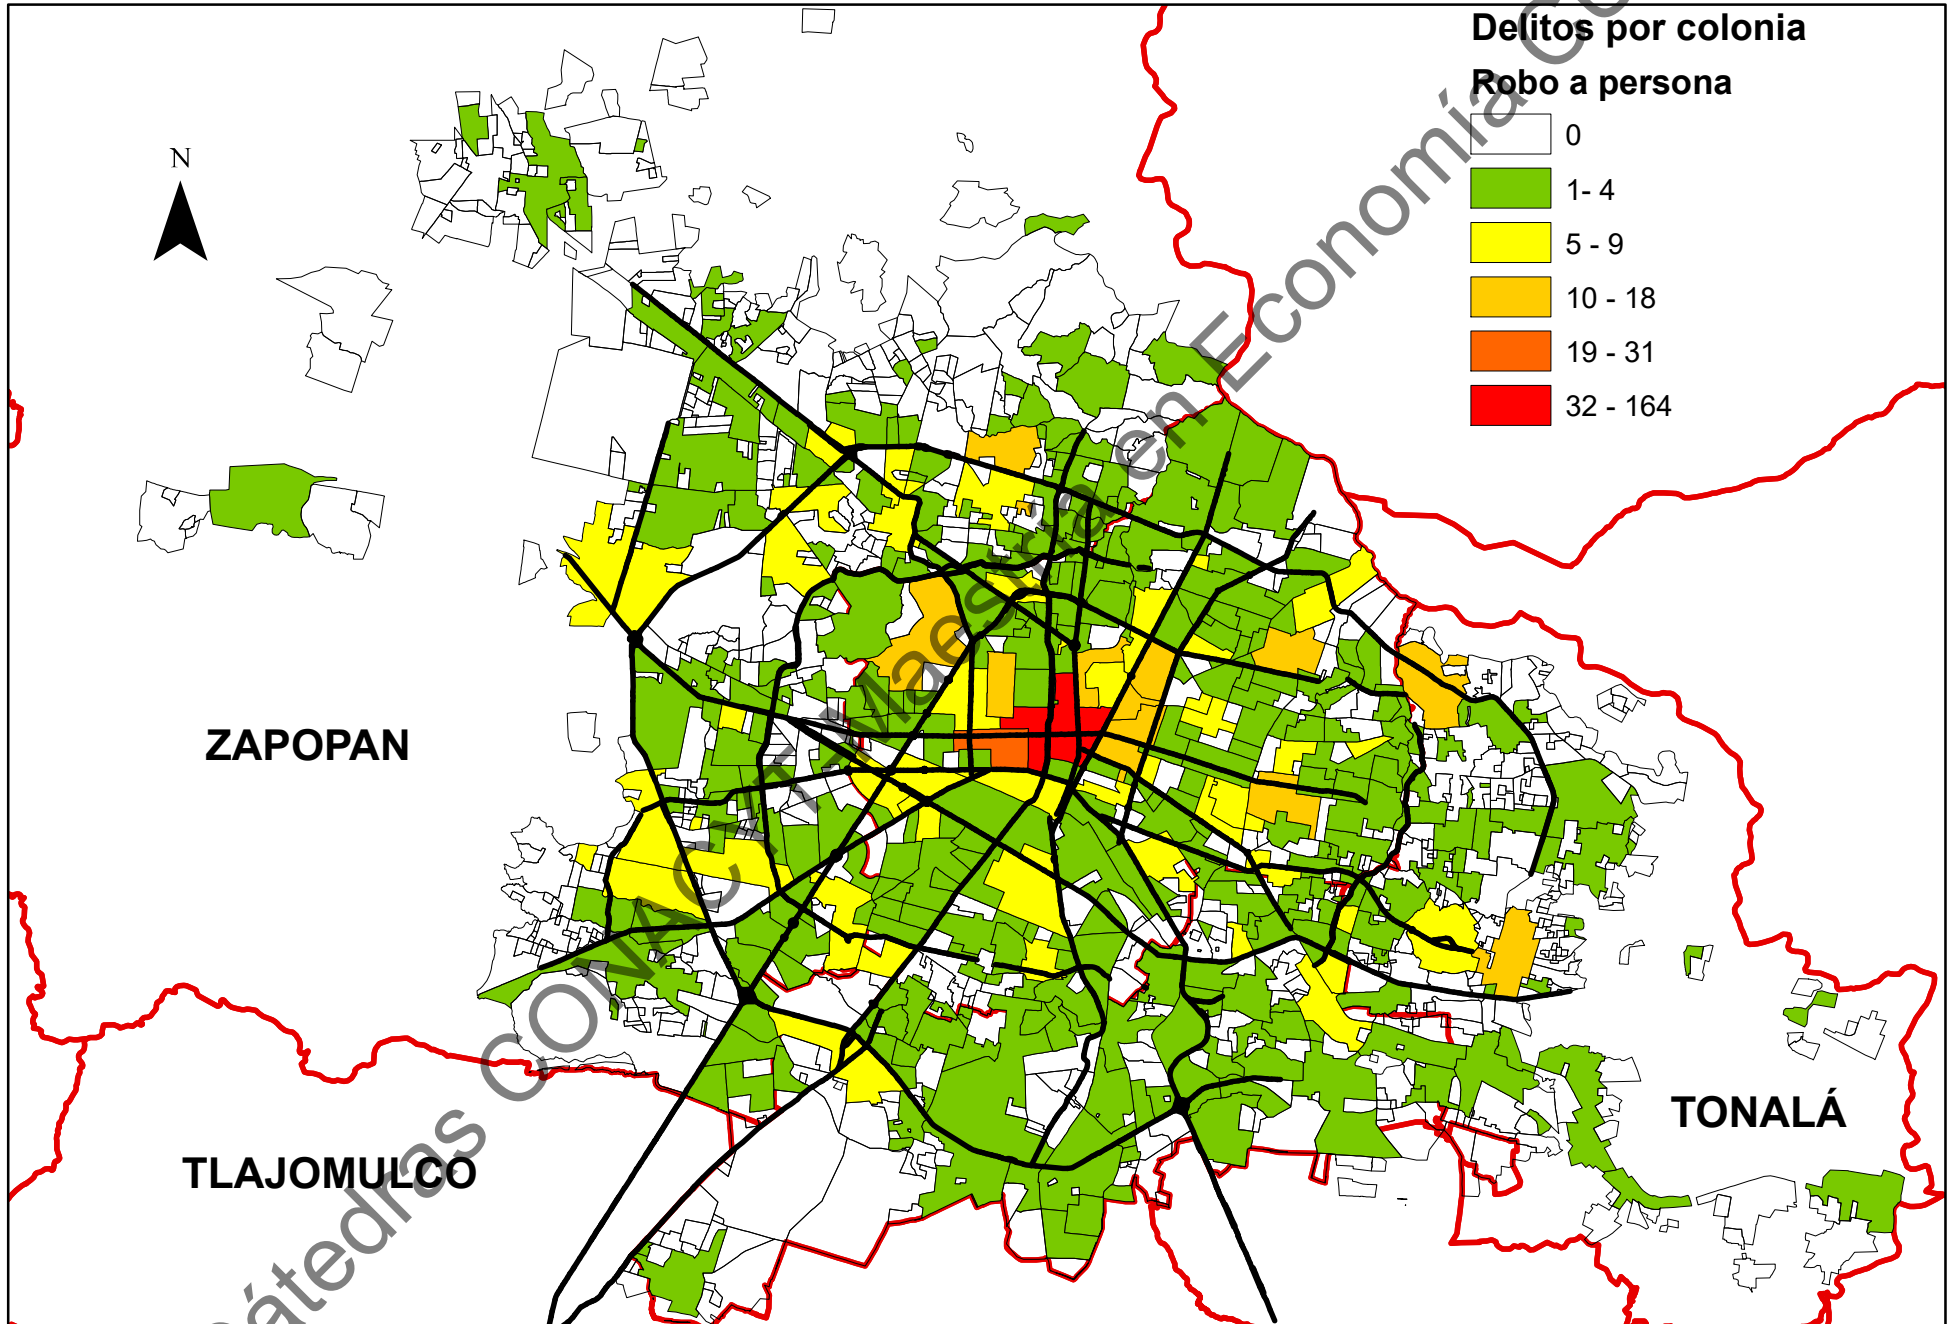 Delitos por colonia
Robo a persona
0
1- 4
5 - 9
10 - 18
19 - 31
32 - 164
N
ZAPOPAN
TLAJOMULCO
TONALÁ
CONACYT-Maestría en Economía